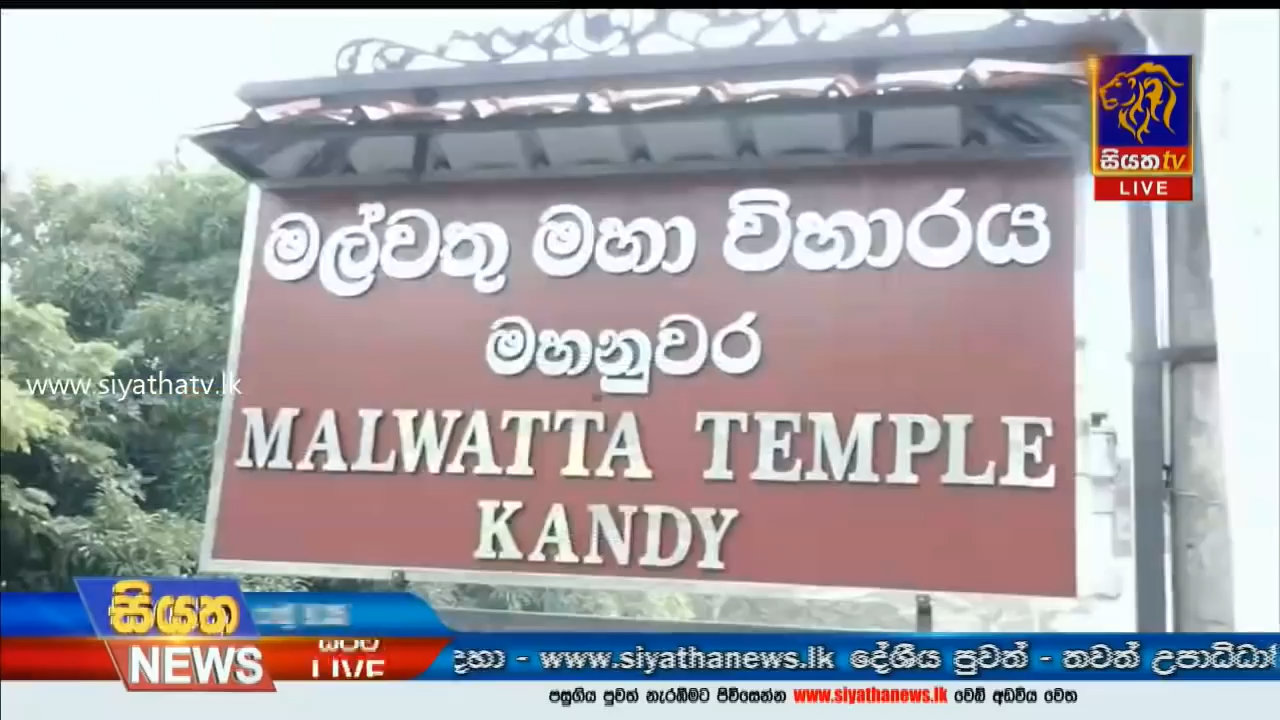 සියතtv
LIVE
මල්වතු මහා විහාරය
මහනුවර
www.siyathatv.lk
MALWATTA TEMPLE
KANDY
සියත
NEWS
LIVE
දහා - www.siyathanews.lk දේශීය පුවත් - තවත් උපාධිධාරී
පසුගිය පුවත් නැරඹීමට පිවිසෙන්න www.siyathanews.lk වෙබ් අඩවිය වෙත